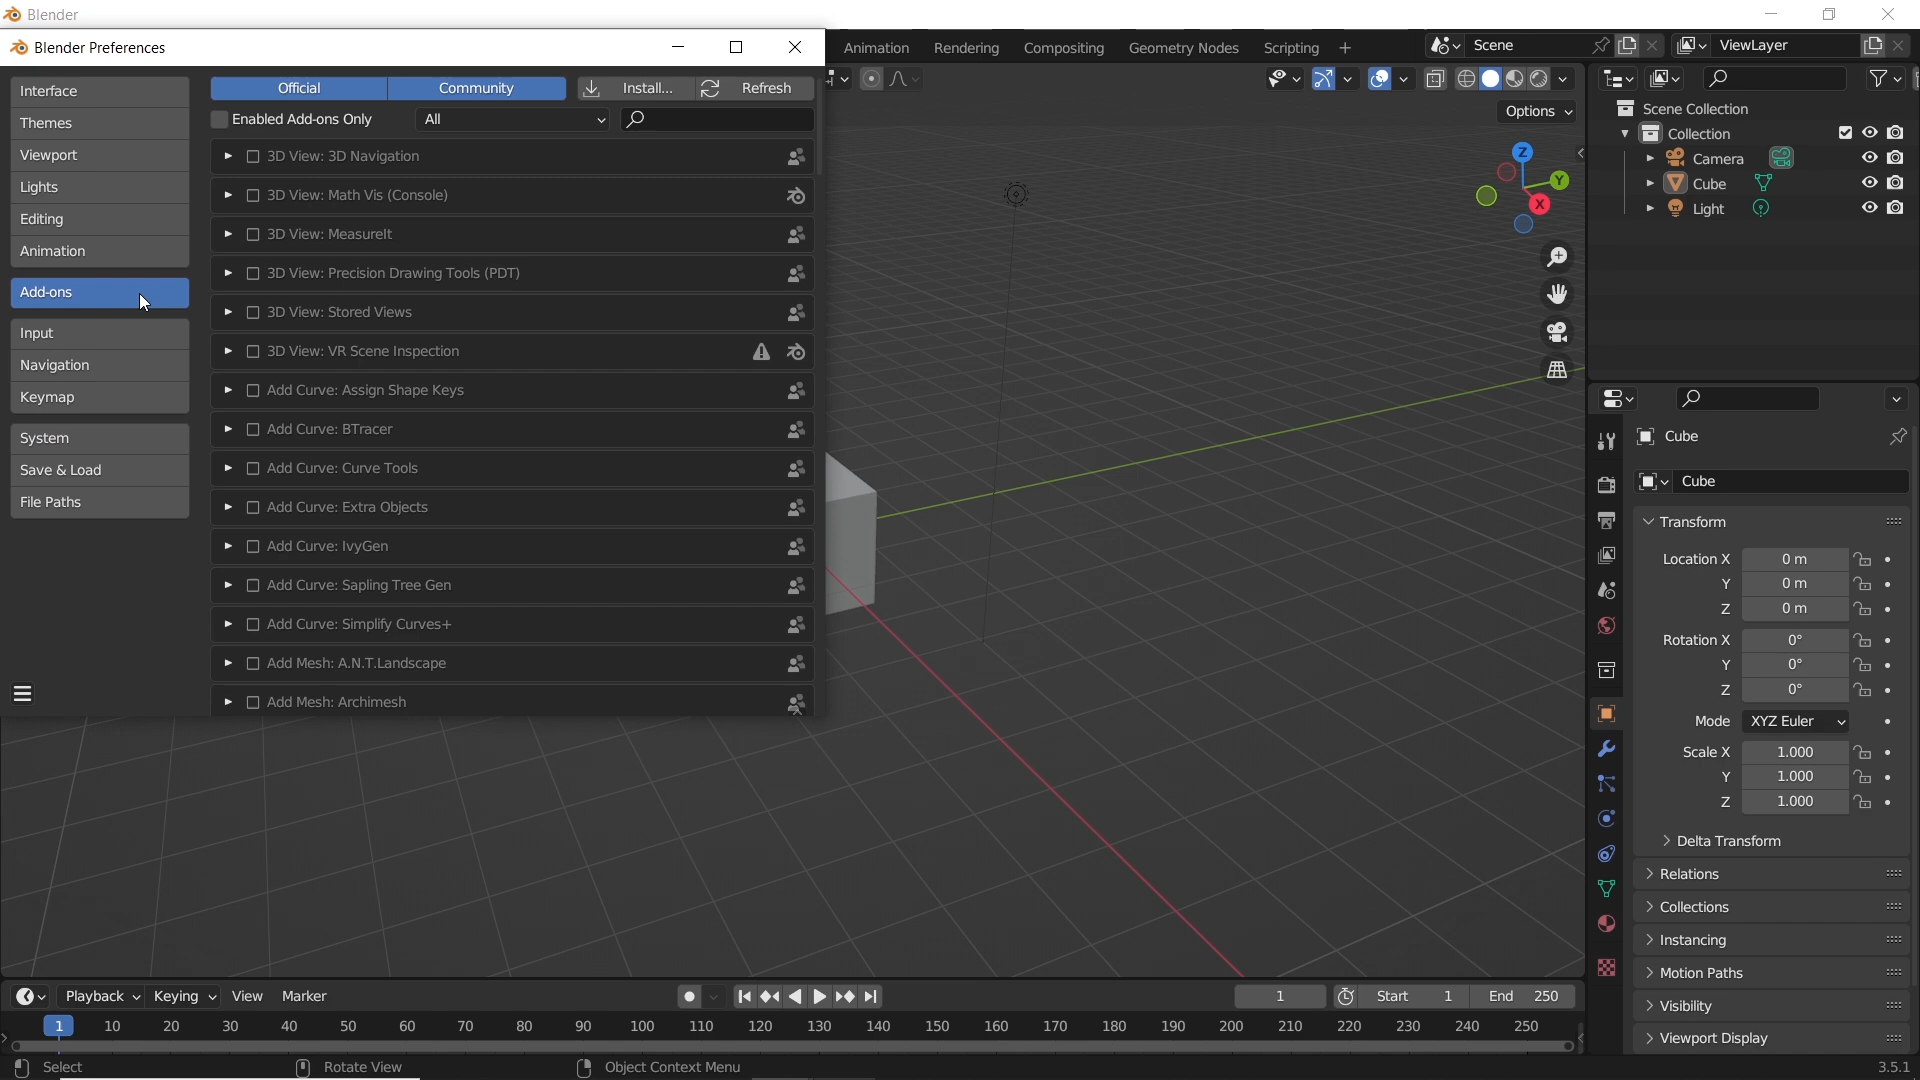 Blender
Blender Preferences
Animation Rendering Compositing Geometry Nodes Scripting Scene ViewLayer
Interface
Themes
Viewport
Lights
Editing
Animation
Add-ons
Input
Navigation
Keymap
System
Save & Load
File Paths
Official Community Install... Refresh
Enabled Add-ons Only All
3D View: 3D Navigation
3D View: Math Vis (Console)
3D View: MeasureIt
3D View: Precision Drawing Tools (PDT)
3D View: Stored Views
3D View: VR Scene Inspection
Add Curve: Assign Shape Keys
Add Curve: BTracer
Add Curve: Curve Tools
Add Curve: Extra Objects
Add Curve: IvyGen
Add Curve: Sapling Tree Gen
Add Curve: Simplify Curves+
Add Mesh: A.N.T.Landscape
Add Mesh: Archimesh
Options
Z
Y
X
Scene Collection
Collection
Camera
Cube
Light
Cube
Cube
Transform
Location X 0 m
Y 0 m
Z 0 m
Rotation X 0°
Y 0°
Z 0°
Mode XYZ Euler
Scale X 1.000
Y 1.000
Z 1.000
Delta Transform
Relations
Collections
Instancing
Motion Paths
Visibility
Viewport Display
Playback Keying View Marker 1 Start 1 End 250
1 10 20 30 40 50 60 70 80 90 100 110 120 130 140 150 160 170 180 190 200 210 220 230 240 250
Select Rotate View Object Context Menu 3.5.1